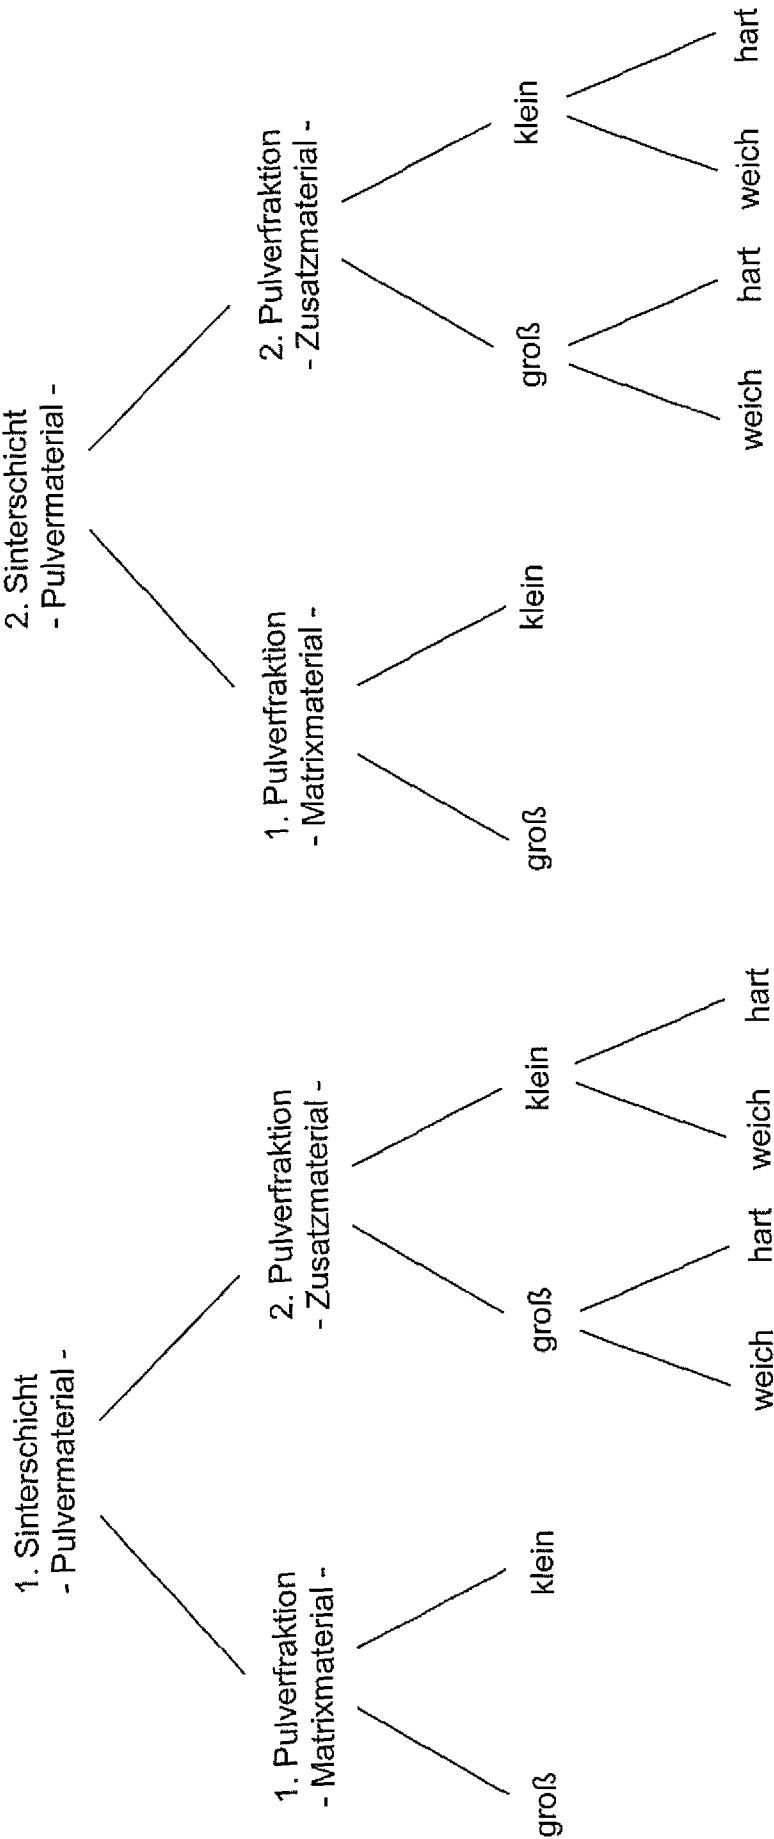 1. Sinterschicht
- Pulvermaterial -
1. Pulverfraktion
- Matrixmaterial -
groß
klein
2. Pulverfraktion
- Zusatzmaterial -
groß
klein
weich
hart
weich
hart
2. Sinterschicht
- Pulvermaterial -
1. Pulverfraktion
- Matrixmaterial -
groß
klein
2. Pulverfraktion
- Zusatzmaterial -
groß
klein
weich
hart
weich
hart